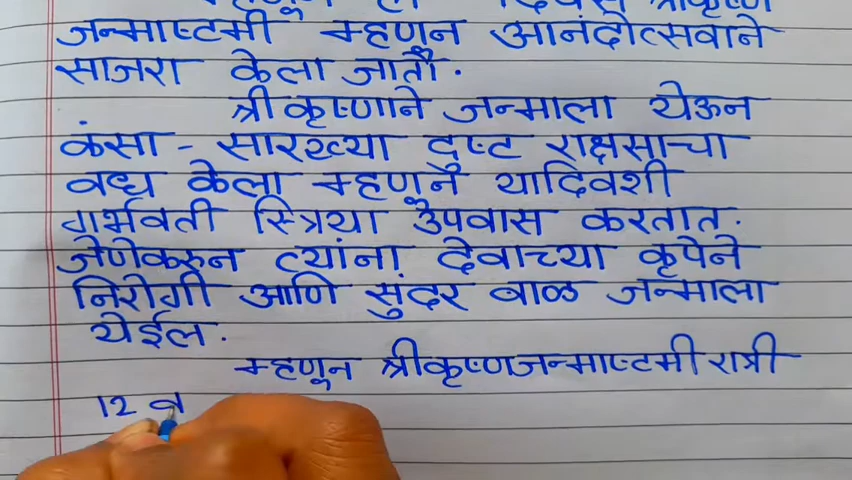 जन्माष्टमी म्हणून आनंदोत्सवाने
साजरा केला जातो.
श्रीकृष्णाने जन्माला येऊन
कंसा - सारख्या दुष्ट राक्षसाचा
वध केला म्हणून यादिवशी
गर्भवती स्त्रिया उपवास करतात.
जेणेकरुन त्यांना देवाच्या कृपेने
निरोगी आणि सुंदर बाळ जन्माला
येईल.
म्हणून श्रीकृष्णजन्माष्टमी रात्री
12 व